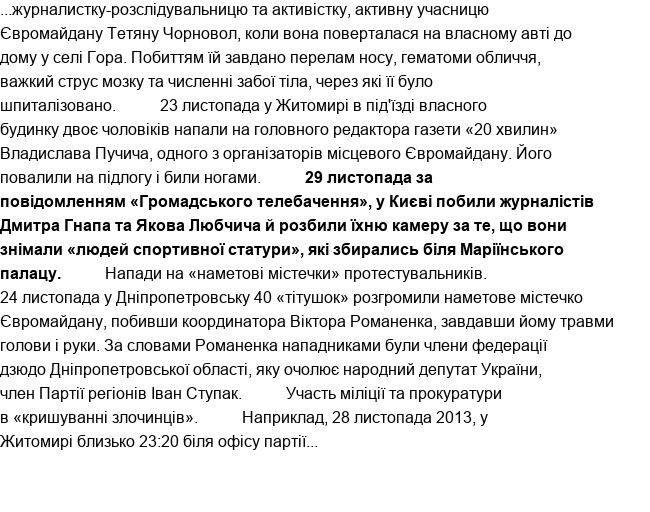 ...журналистку-розслідувальницю та активістку, активну учасницю
Євромайдану Тетяну Чорновол, коли вона поверталася на власному авті до
дому у селі Гора. Побиттям їй завдано перелам носу, гематоми обличчя,
важкий струс мозку та численні забої тіла, через які її було
шпиталізовано. 23 листопада у Житомирі в під'їзді власного
будинку двоє чоловіків напали на головного редактора газети «20 хвилин»
Владислава Пучича, одного з організаторів місцевого Євромайдану. Його
повалили на підлогу і били ногами. 29 листопада за
повідомленням «Громадського телебачення», у Києві побили журналістів
Дмитра Гнапа та Якова Любчича й розбили їхню камеру за те, що вони
знімали «людей спортивної статури», які збирались біля Маріїнського
палацу. Напади на «наметові містечки» протестувальників.
24 листопада у Дніпропетровську 40 «тітушок» розгромили наметове містечко
Євромайдану, побивши координатора Віктора Романенка, завдавши йому травми
голови і руки. За словами Романенка нападниками були члени федерації
дзюдо Дніпропетровської області, яку очолює народний депутат України,
член Партії регіонів Іван Ступак. Участь міліції та прокуратури
в «кришуванні злочинців». Наприклад, 28 листопада 2013, у
Житомирі близько 23:20 біля офісу партії...